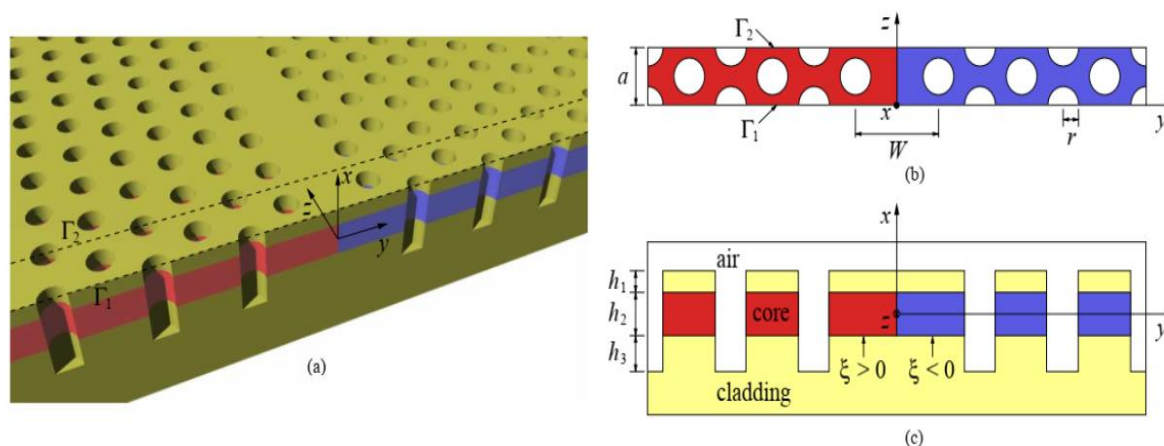 x
z
y
Γ₂
Γ₁
(a)
z
Γ₂
a
x
y
Γ₁
W
r
(b)
x
air
h₁
h₂
core
z
y
h₃
ξ > 0
ξ < 0
cladding
(c)